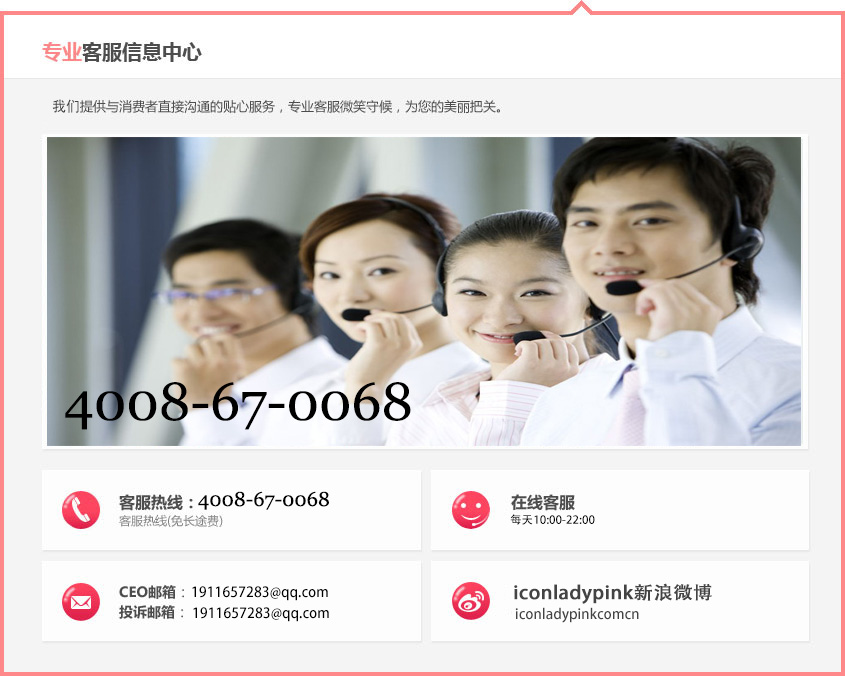 专业客服信息中心
我们提供与消费者直接沟通的贴心服务，专业客服微笑守候，为您的美丽把关。
4008-67-0068
客服热线：4008-67-0068
客服热线(免长途费)
在线客服
每天10:00-22:00
CEO邮箱：1911657283@qq.com
投诉邮箱：1911657283@qq.com
iconladypink新浪微博
iconladypinkcomcn